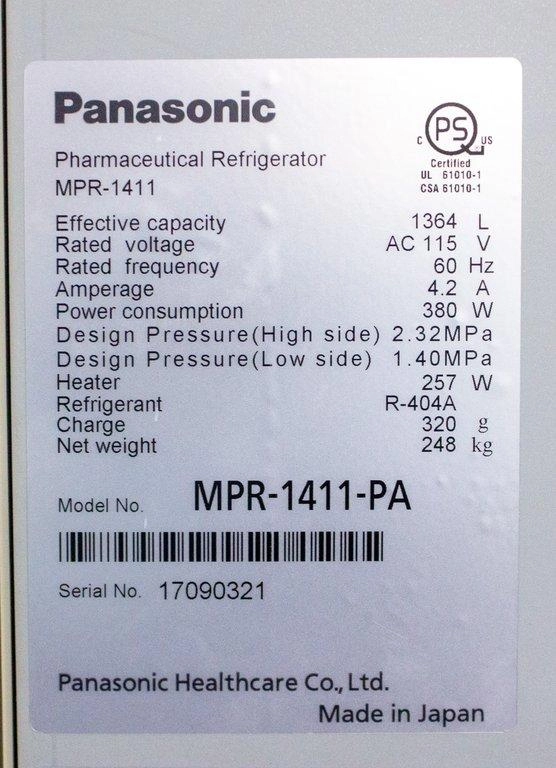 Panasonic
PS
C US
Certified
UL 61010-1
CSA 61010-1
Pharmaceutical Refrigerator
MPR-1411
Effective capacity 1364 L
Rated voltage AC 115 V
Rated frequency 60 Hz
Amperage 4.2 A
Power consumption 380 W
Design Pressure(High side) 2.32MPa
Design Pressure(Low side) 1.40MPa
Heater 257 W
Refrigerant R-404A
Charge 320 g
Net weight 248 kg
Model No. MPR-1411-PA
Serial No. 17090321
Panasonic Healthcare Co., Ltd.
Made in Japan